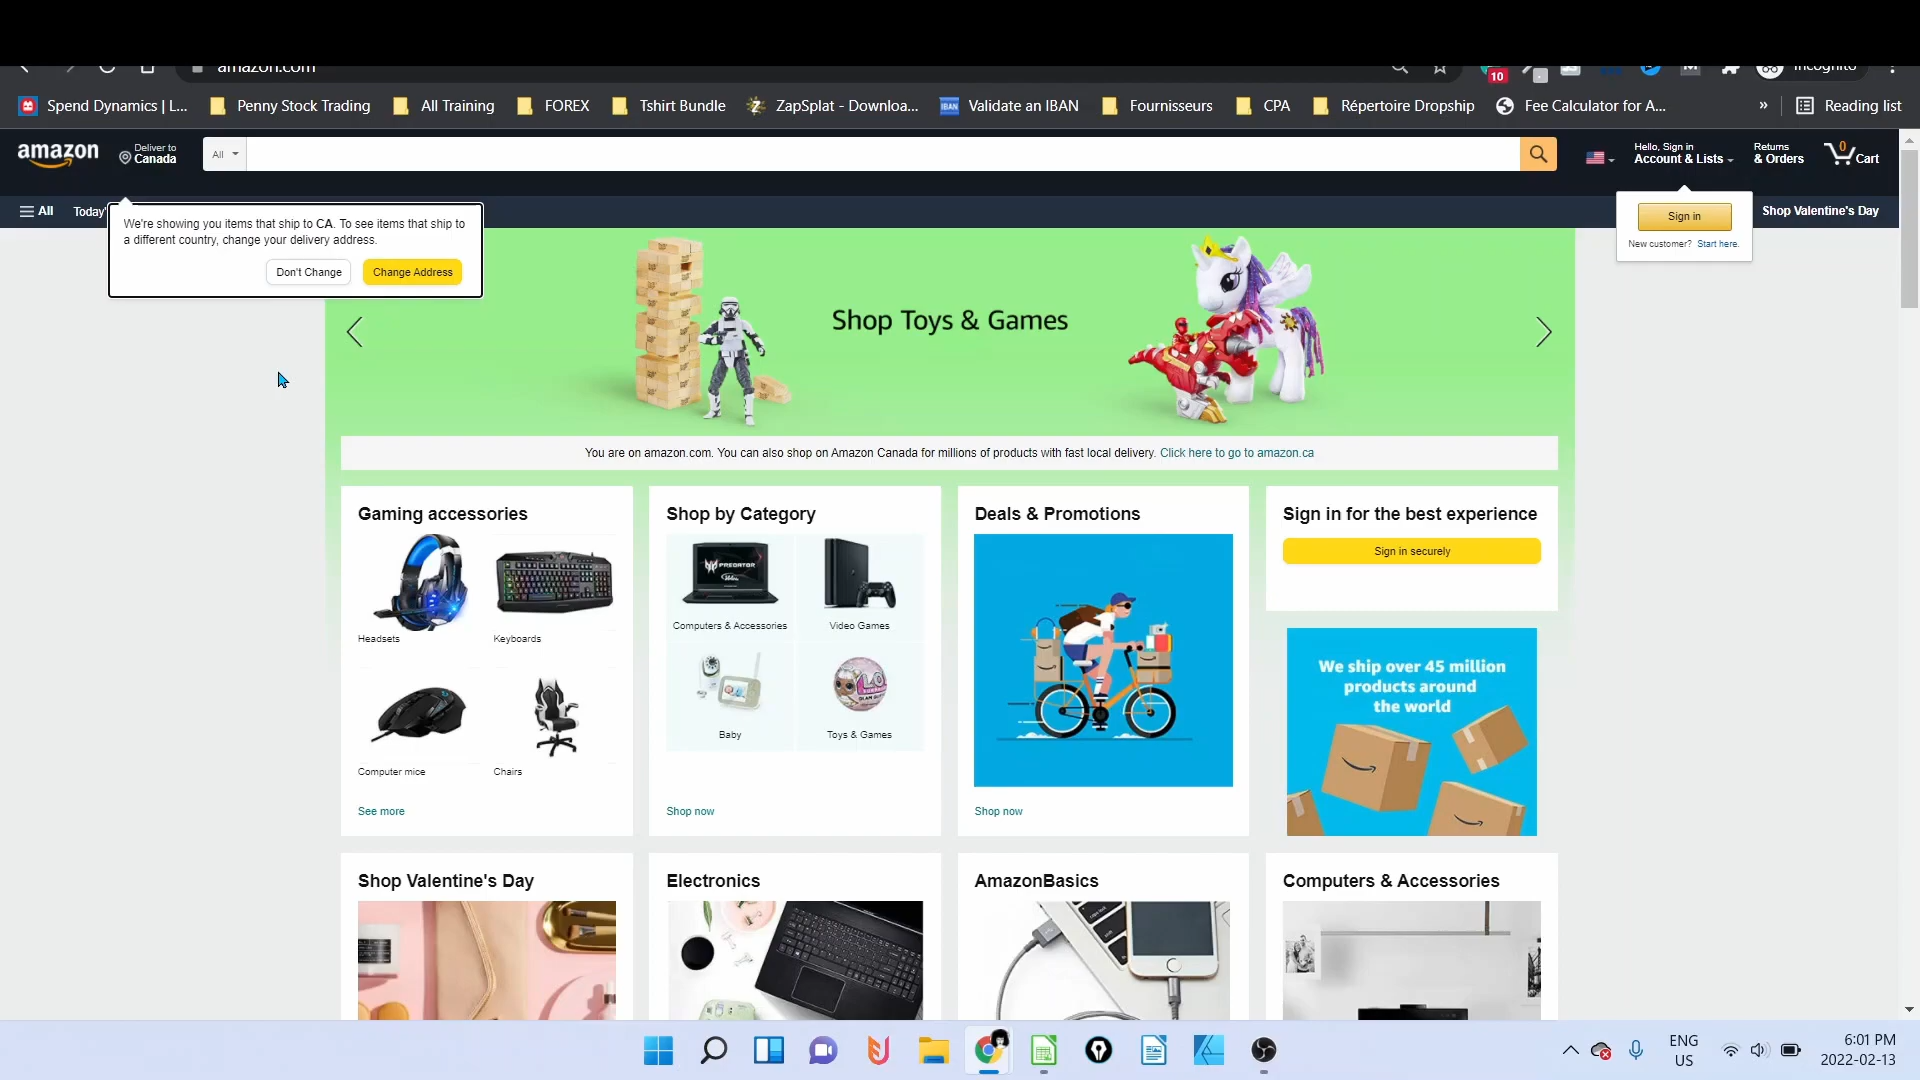 amazon.com
10
Incognito
Spend Dynamics | L...
Penny Stock Trading
All Training
FOREX
Tshirt Bundle
ZapSplat - Downloa...
IBAN
Validate an IBAN
Fournisseurs
CPA
Répertoire Dropship
Fee Calculator for A...
»
Reading list
amazon
Deliver to
Canada
All
Hello, Sign in
Account & Lists
Returns
& Orders
0
Cart
All
Today'
Shop Valentine's Day
We're showing you items that ship to CA. To see items that ship to
a different country, change your delivery address.
Don't Change
Change Address
Sign in
New customer? Start here.
Shop Toys & Games
You are on amazon.com. You can also shop on Amazon Canada for millions of products with fast local delivery. Click here to go to amazon.ca
Gaming accessories
Headsets
Keyboards
Computer mice
Chairs
See more
Shop by Category
PREDATOR
Computers & Accessories
Video Games
Baby
Toys & Games
Shop now
Deals & Promotions
Shop now
Sign in for the best experience
Sign in securely
We ship over 45 million
products around
the world
Shop Valentine's Day
Electronics
AmazonBasics
Computers & Accessories
ENG
US
6:01 PM
2022-02-13